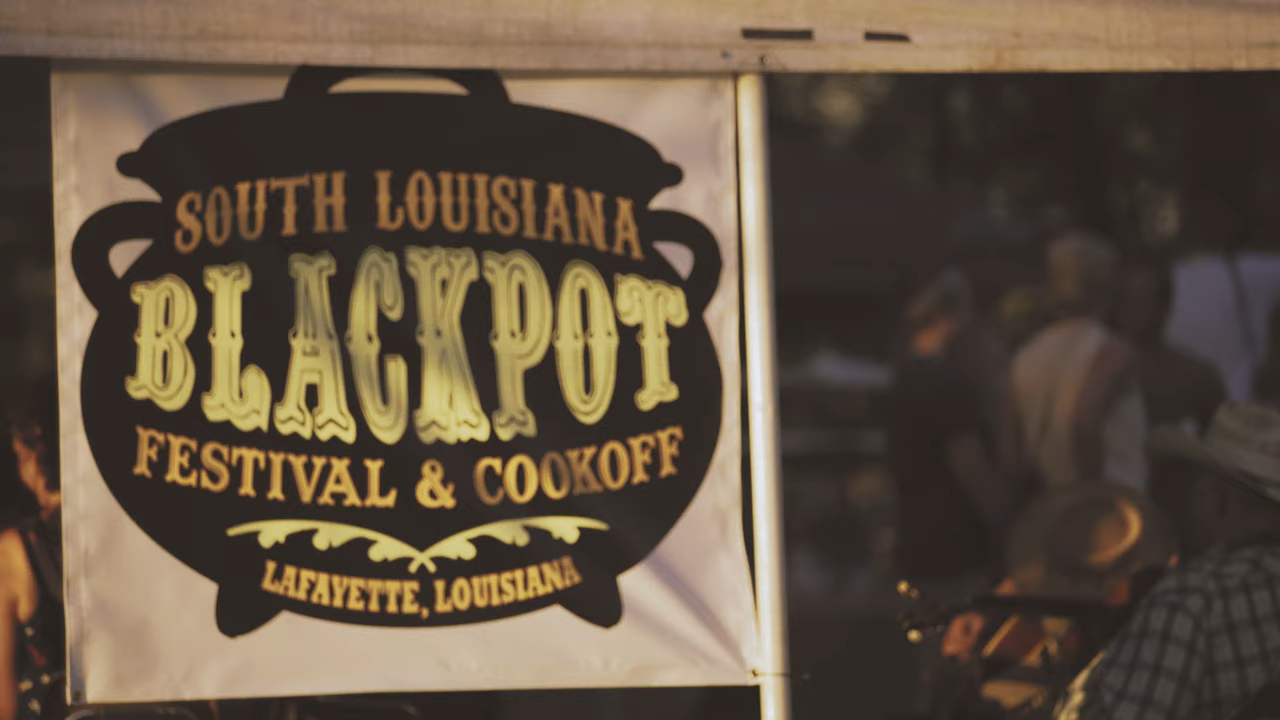 SOUTH LOUISIANA
BLACKPOT
FESTIVAL & COOKOFF
LAFAYETTE, LOUISIANA